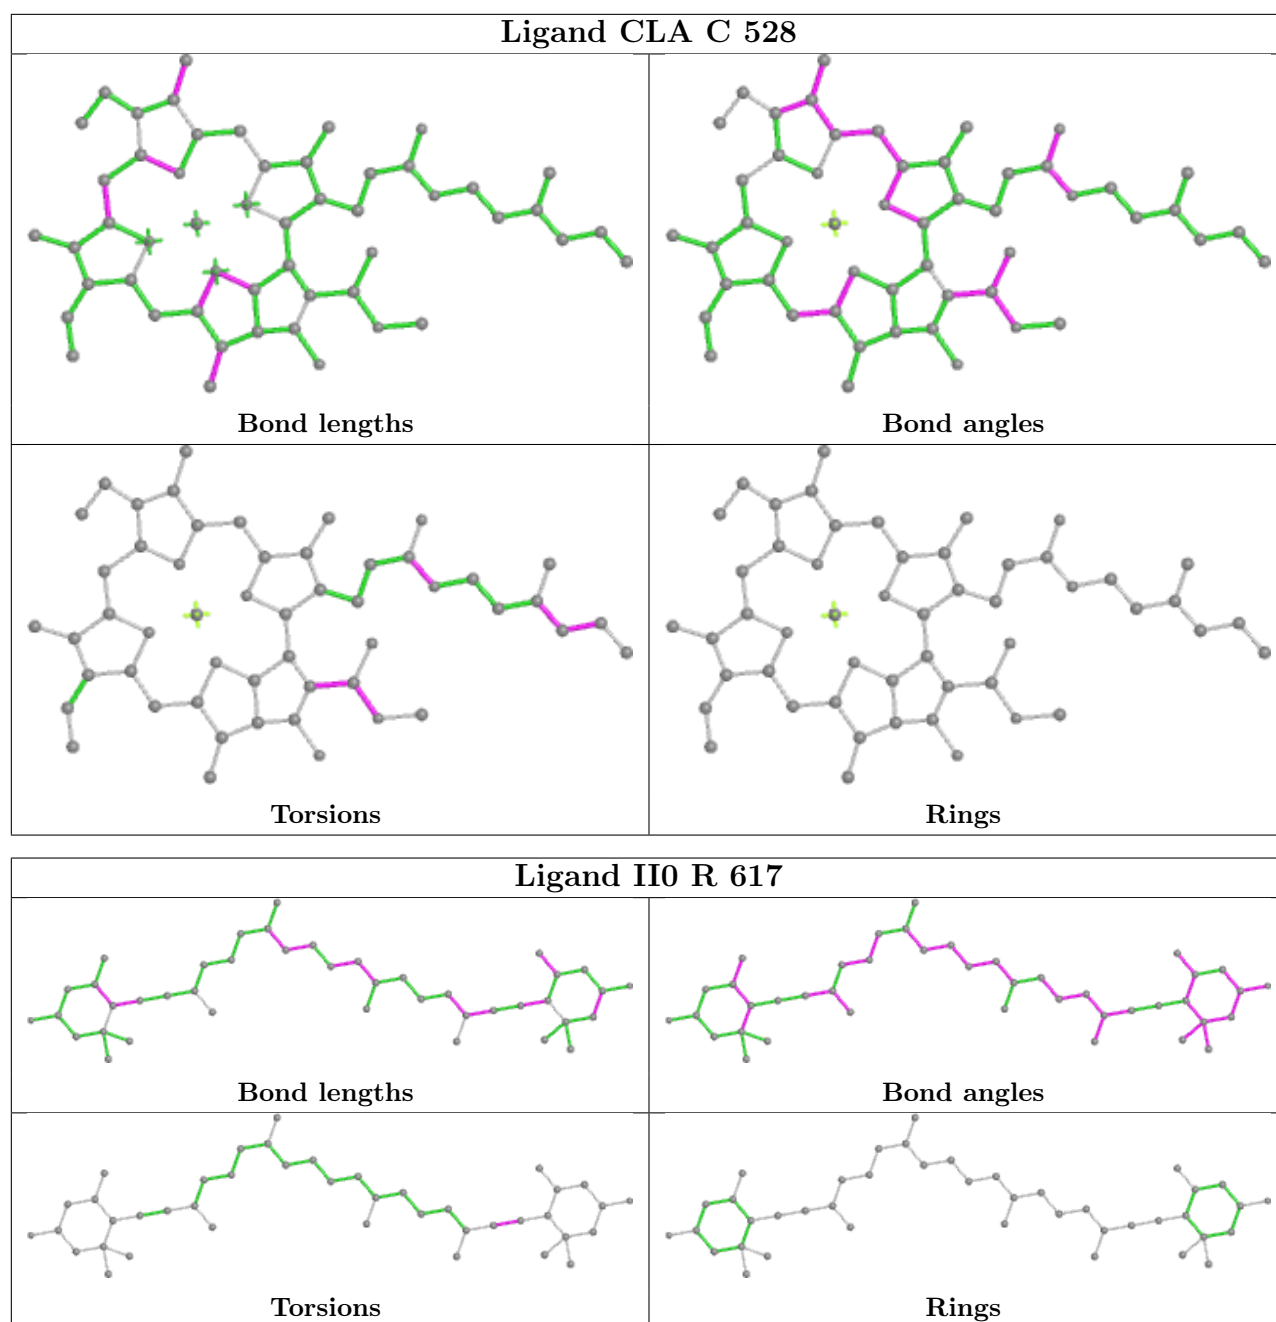 Ligand CLA C 528
Bond lengths
Bond angles
Torsions
Rings
Ligand II0 R 617
Bond lengths
Bond angles
Torsions
Rings